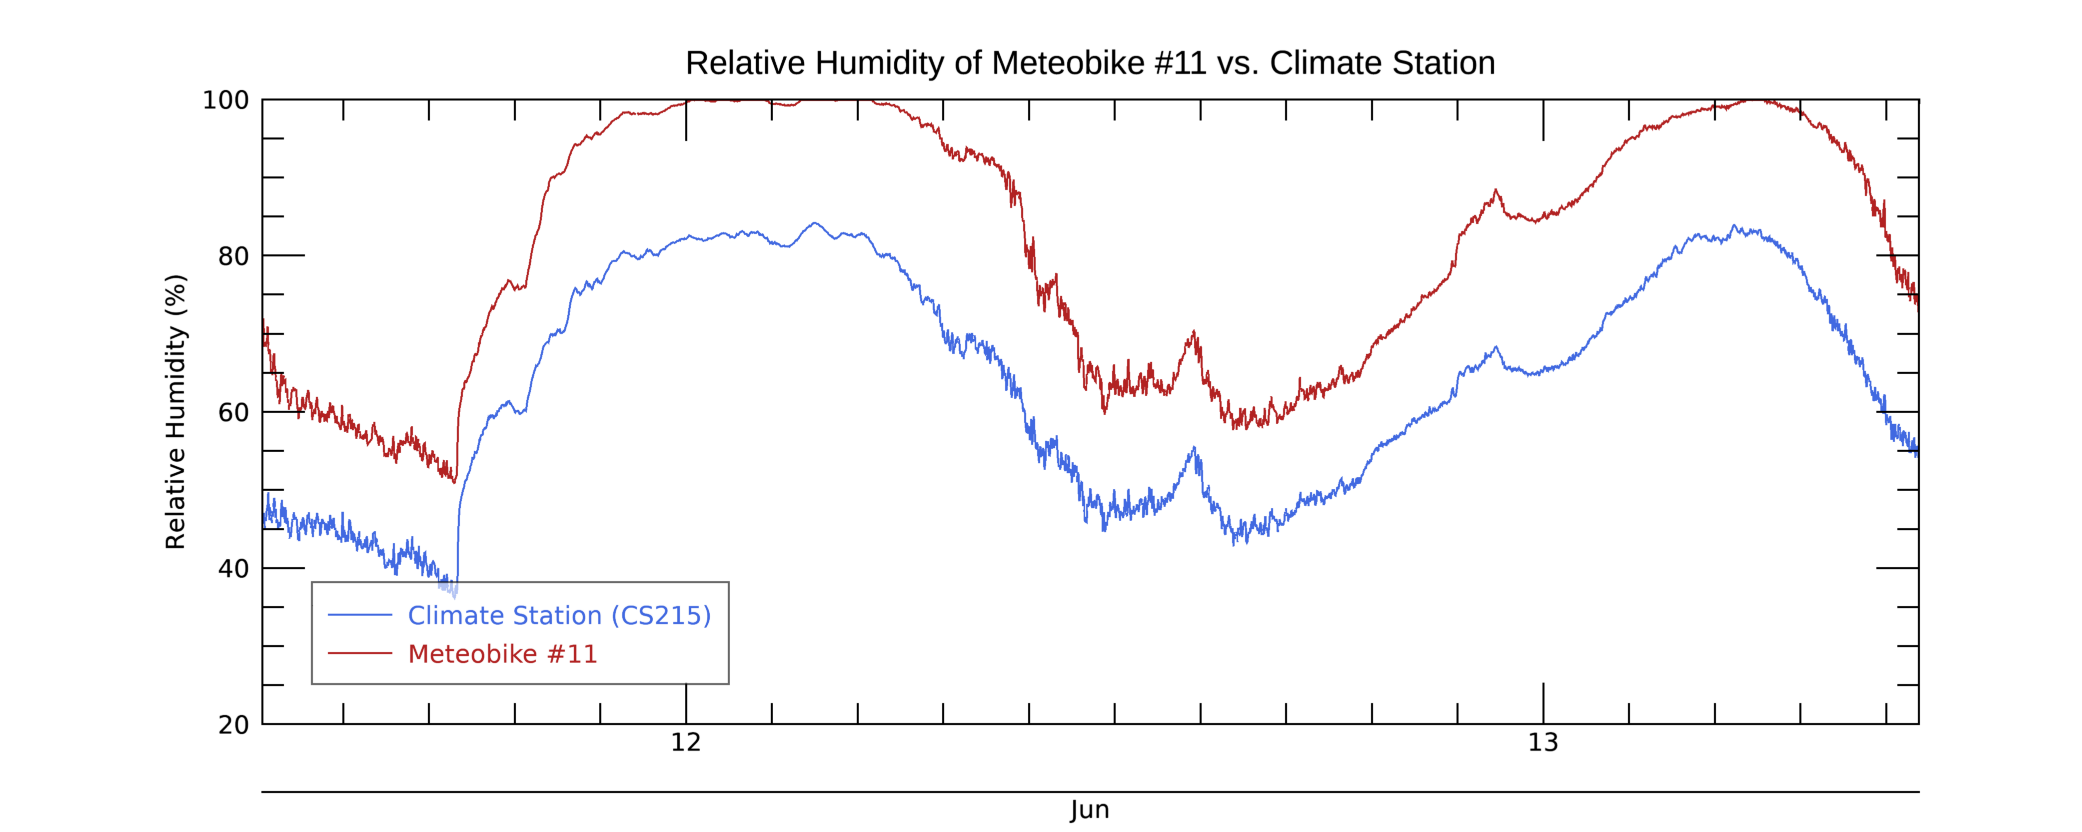 Relative Humidity of Meteobike #11 vs. Climate Station
Relative Humidity (%)
100
80
60
40
20
Climate Station (CS215)
Meteobike #11
12
13
Jun